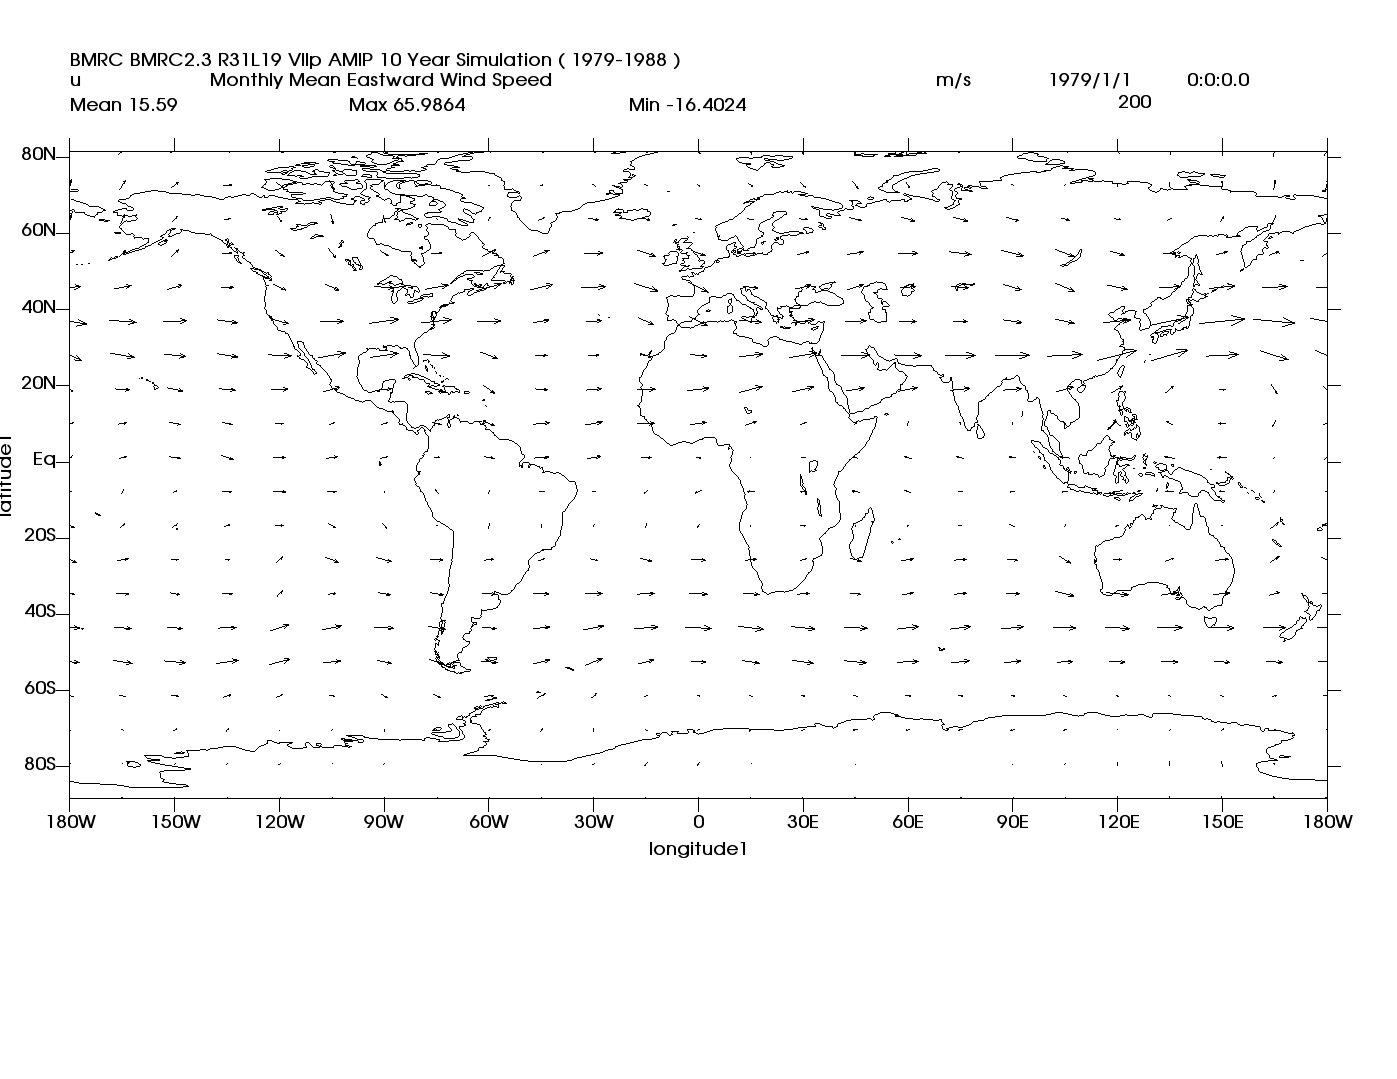 BMRC BMRC2.3 R31L19 VIIp AMIP 10 Year Simulation ( 1979-1988 )
u Monthly Mean Eastward Wind Speed m/s 1979/1/1 0:0:0.0
Mean 15.59 Max 65.9864 Min -16.4024 200
80N
60N
40N
20N
Eq
20S
40S
60S
80S
latitude1
180W 150W 120W 90W 60W 30W 0 30E 60E 90E 120E 150E 180W
longitude1